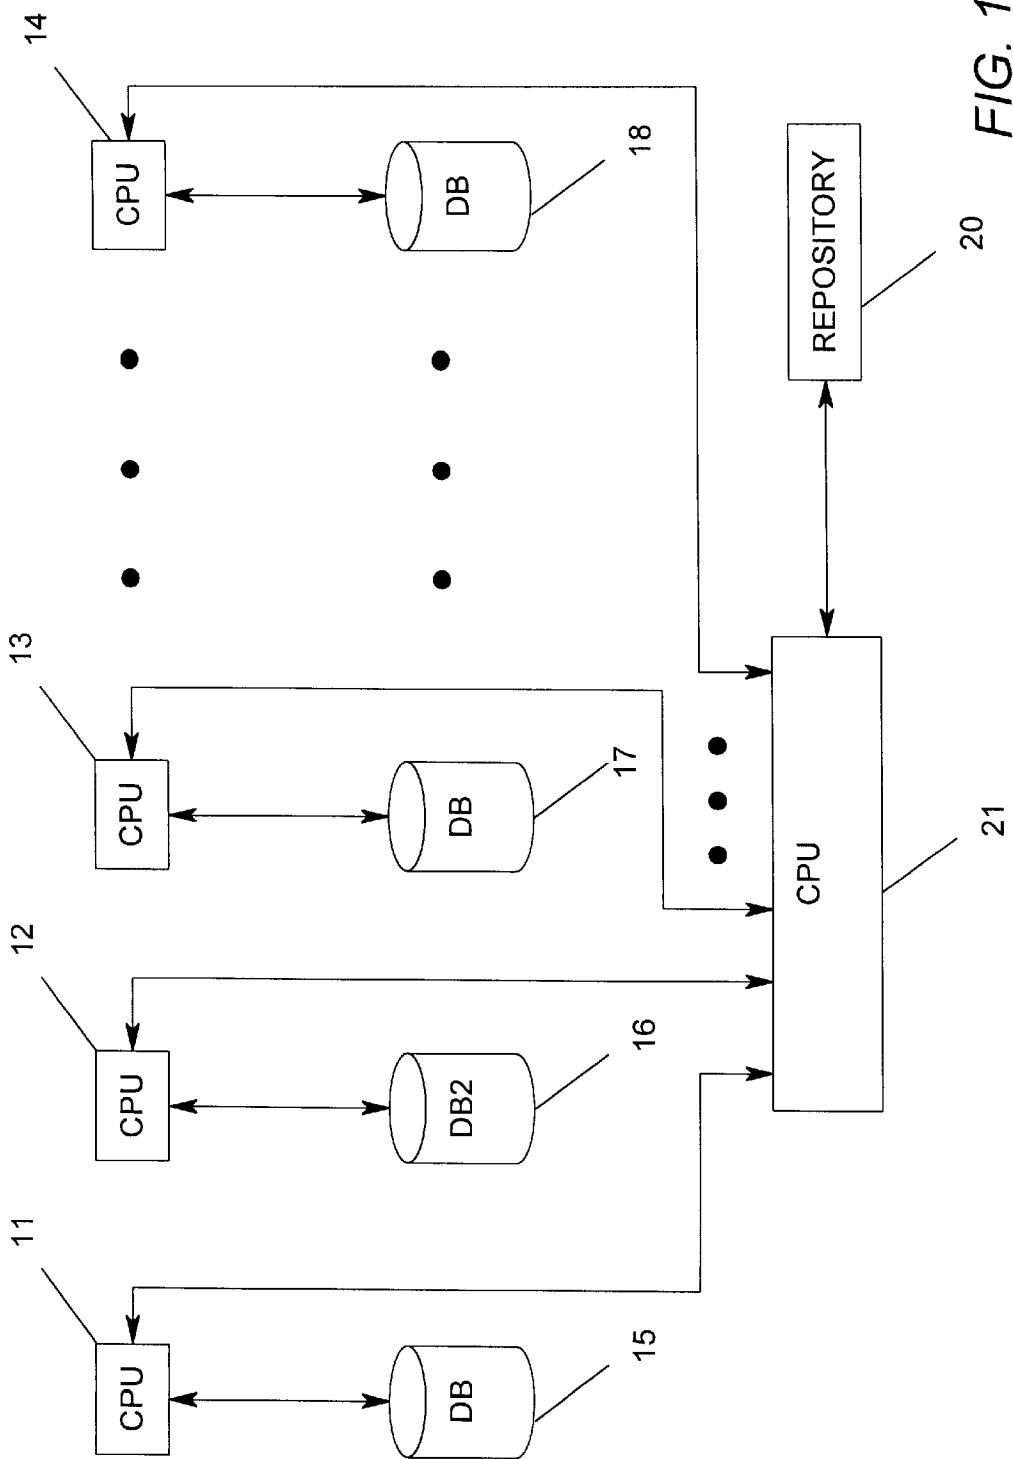 11
12
13
14
CPU
CPU
CPU
CPU
DB
DB2
DB
DB
15
16
17
18
CPU
REPOSITORY
21
20
FIG. 1